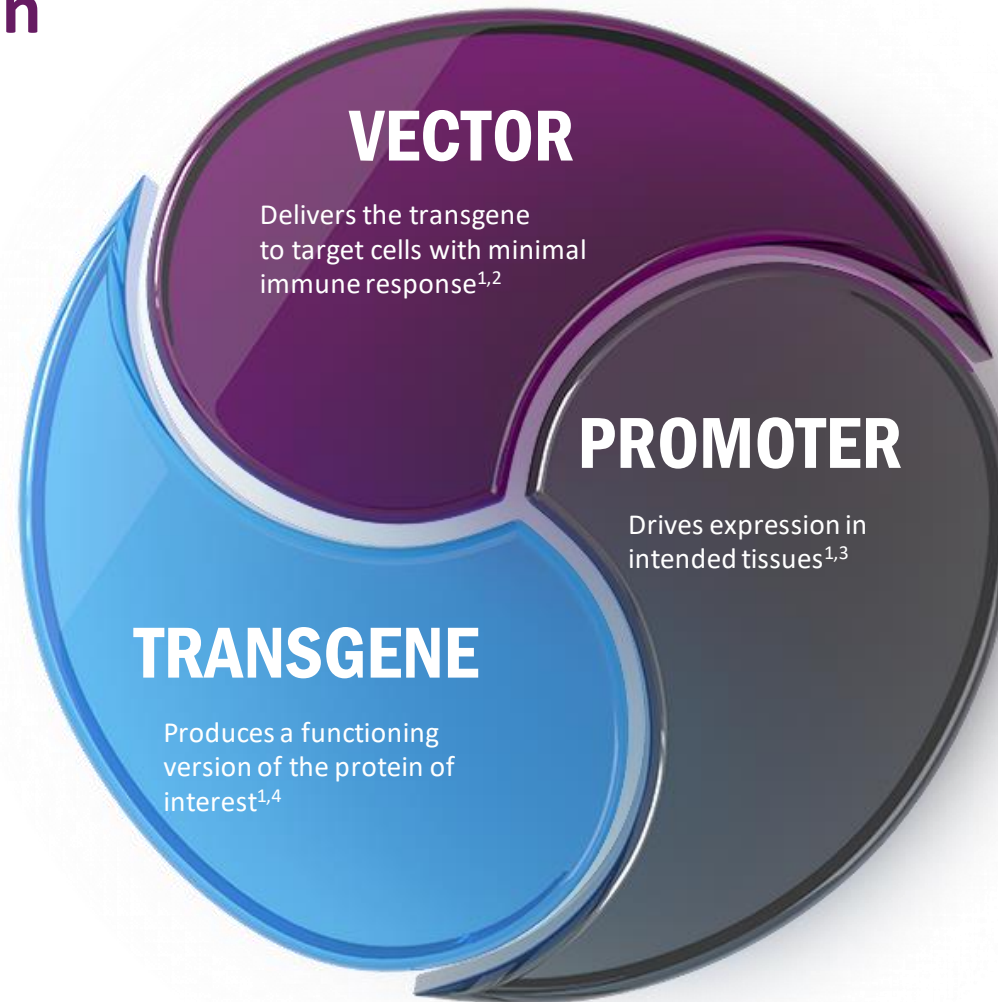 n
VECTOR
Delivers the transgene
to target cells with minimal
immune response1,2
PROMOTER
Drives expression in
intended tissues1,3
TRANSGENE
Produces a functioning
version of the protein of
interest1,4